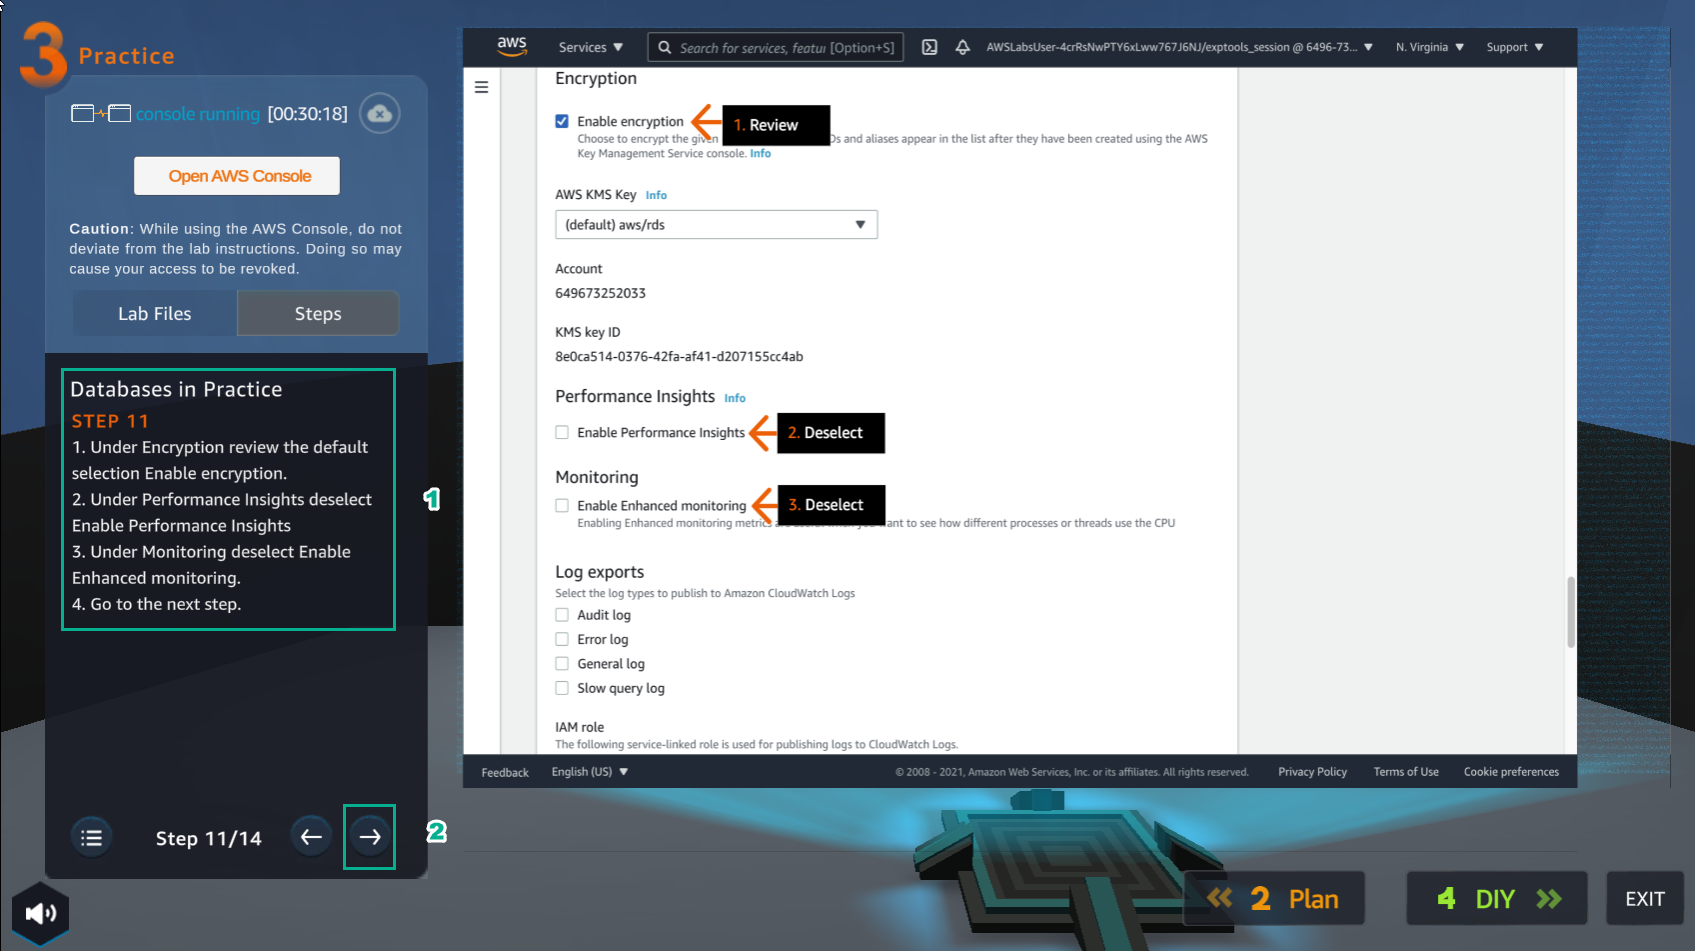 3 Practice
console running [00:30:18]
Open AWS Console
Caution: While using the AWS Console, do not
deviate from the lab instructions. Doing so may
cause your access to be revoked.
Lab Files
Steps
Databases in Practice
STEP 11
1. Under Encryption review the default
selection Enable encryption.
2. Under Performance Insights deselect
Enable Performance Insights
3. Under Monitoring deselect Enable
Enhanced monitoring.
4. Go to the next step.
1
Step 11/14
2
aws
Services
Search for services, featur [Option+S]
AWSLabsUser-4crRsNwPTY6xLww767J6NJ/exptools_session @ 6496-73...
N. Virginia
Support
Encryption
Enable encryption
1. Review
Choose to encrypt the given Ds and aliases appear in the list after they have been created using the AWS
Key Management Service console. Info
AWS KMS Key Info
(default) aws/rds
Account
649673252033
KMS key ID
8e0ca514-0376-42fa-af41-d207155cc4ab
Performance Insights Info
Enable Performance Insights
2. Deselect
Monitoring
Enable Enhanced monitoring
3. Deselect
Enabling Enhanced monitoring metrics are useful when you want to see how different processes or threads use the CPU
Log exports
Select the log types to publish to Amazon CloudWatch Logs
Audit log
Error log
General log
Slow query log
IAM role
The following service-linked role is used for publishing logs to CloudWatch Logs.
Feedback
English (US)
© 2008 - 2021, Amazon Web Services, Inc. or its affiliates. All rights reserved.
Privacy Policy
Terms of Use
Cookie preferences
2 Plan
4 DIY
EXIT